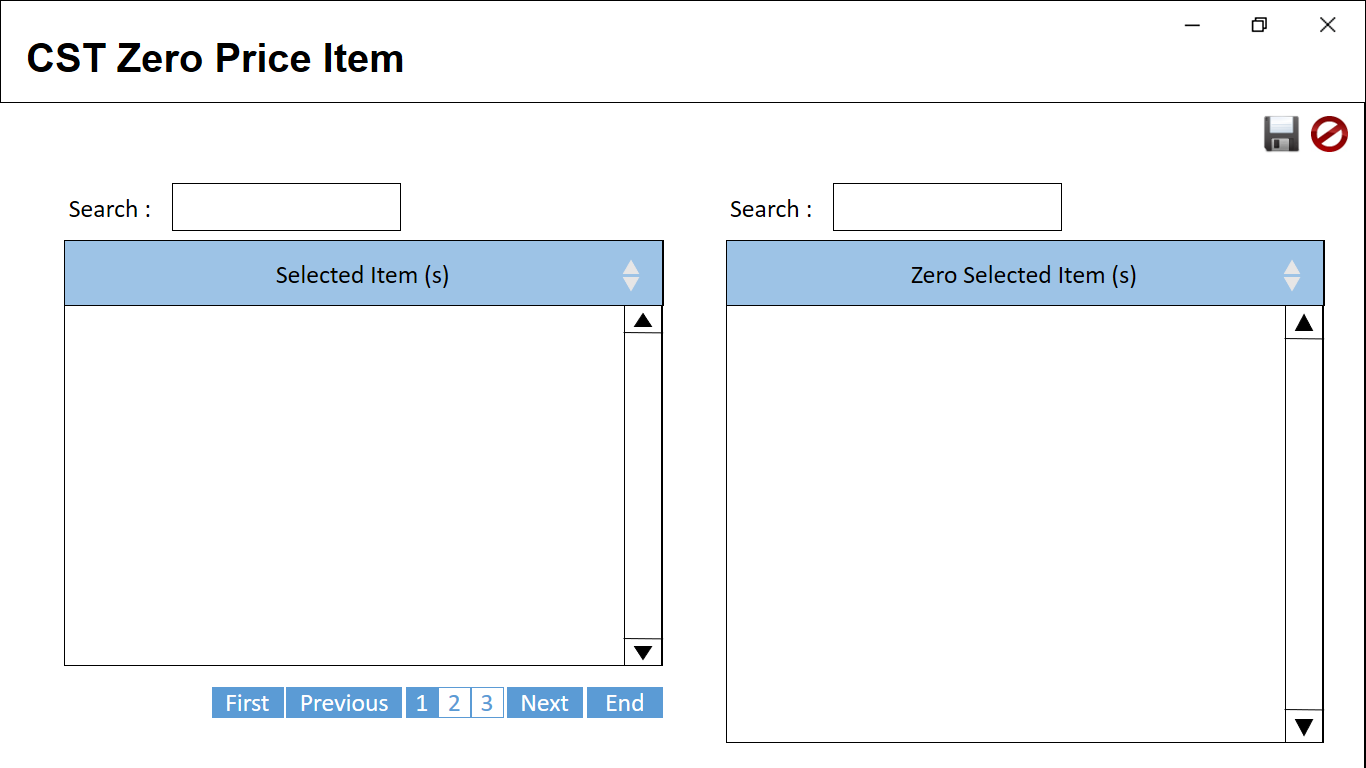 CST Zero Price Item
Search :
Search :
Selected Item (s)
Zero Selected Item (s)
First Previous 1 2 3 Next End